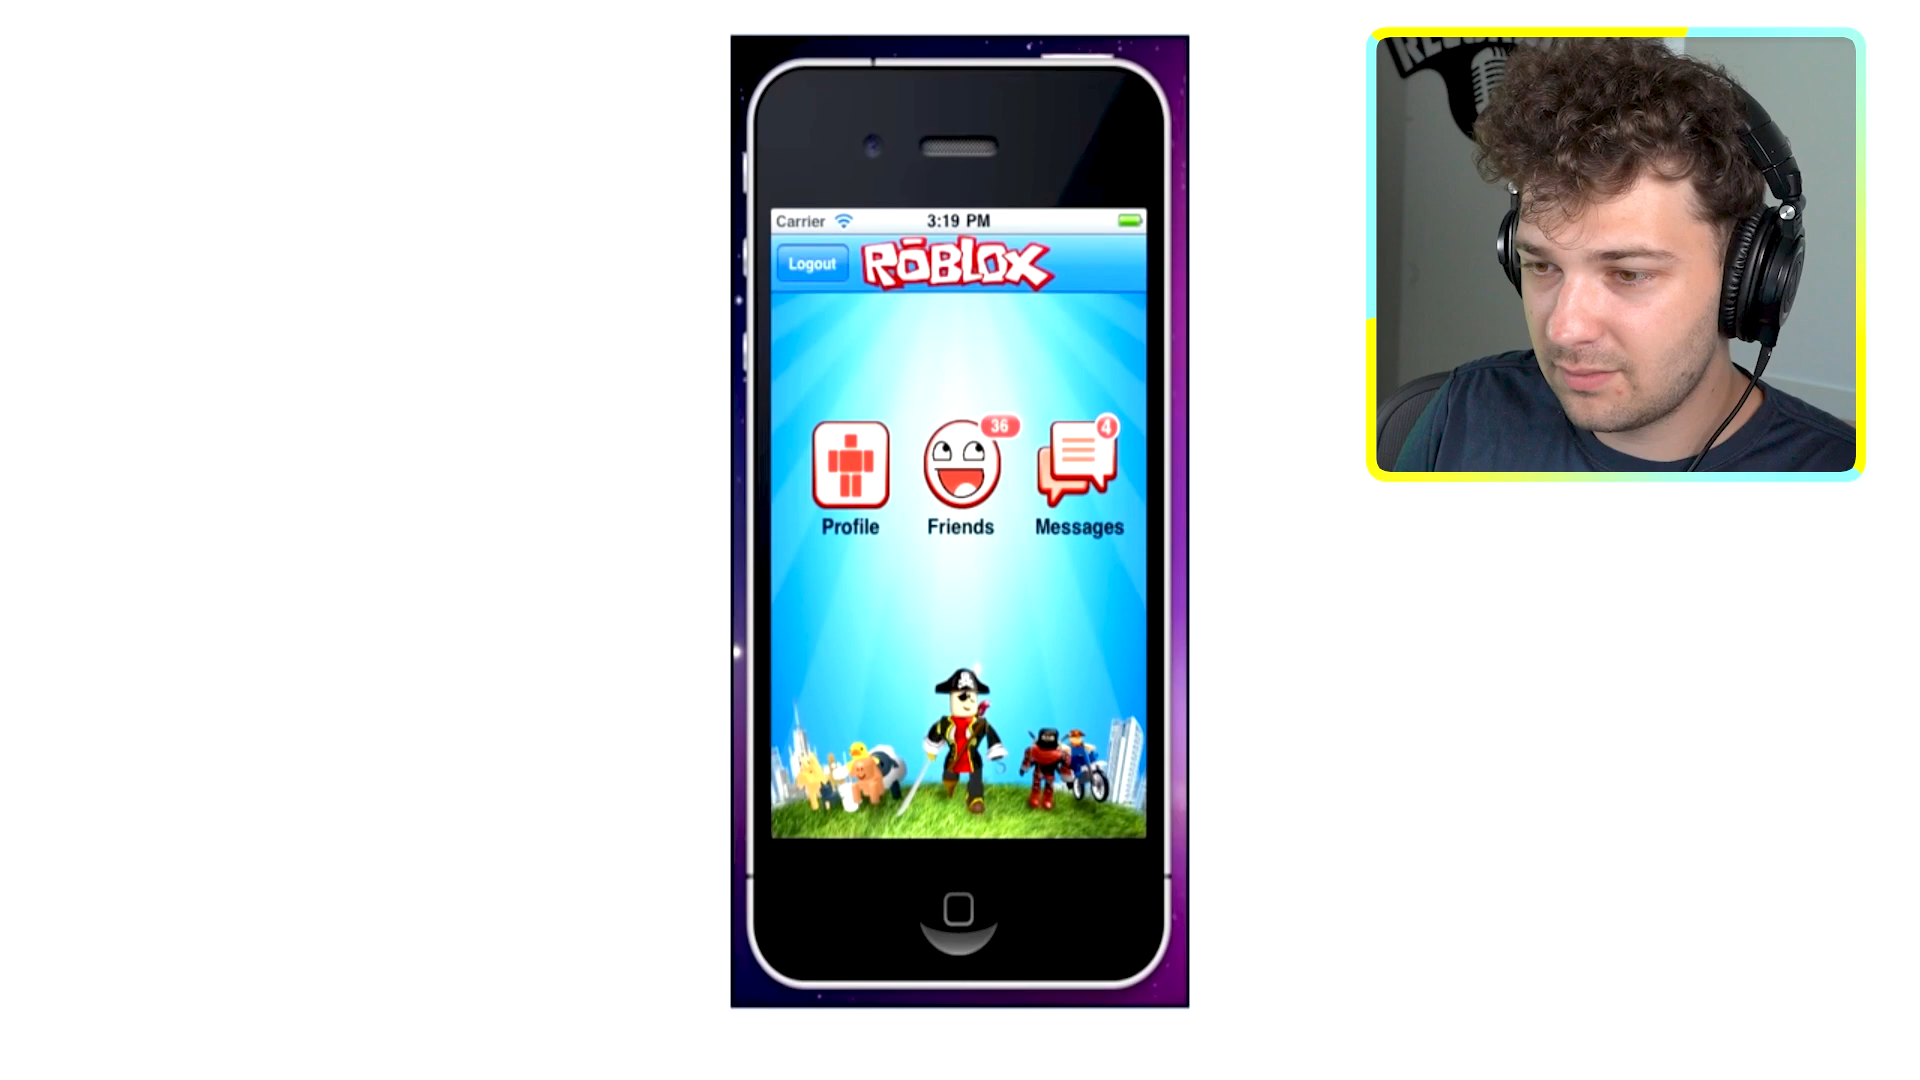 Carrier
3:19 PM
Logout
ROBLOX
36
4
Profile
Friends
Messages